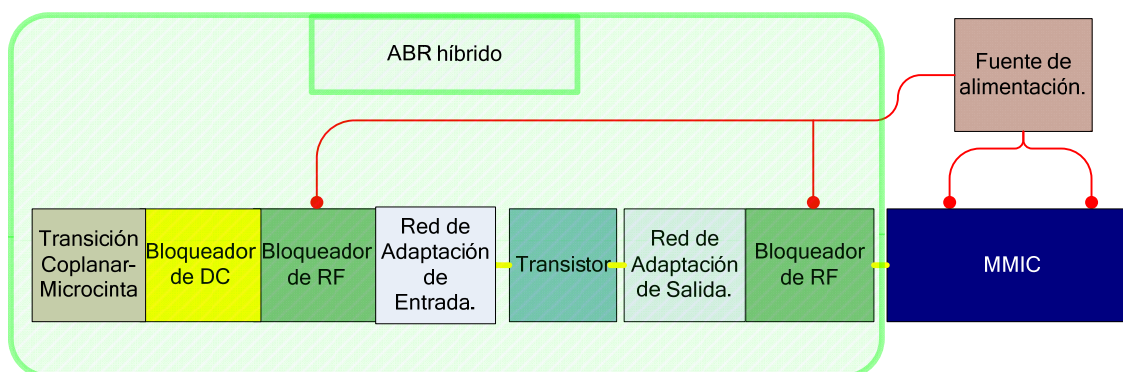 ABR híbrido
Fuente de
alimentación.
Transición
Coplanar-
Microcinta
Bloqueador
de DC
Bloqueador
de RF
Red de
Adaptación
de
Entrada.
Transistor
Red de
Adaptación
de Salida.
Bloqueador
de RF
MMIC